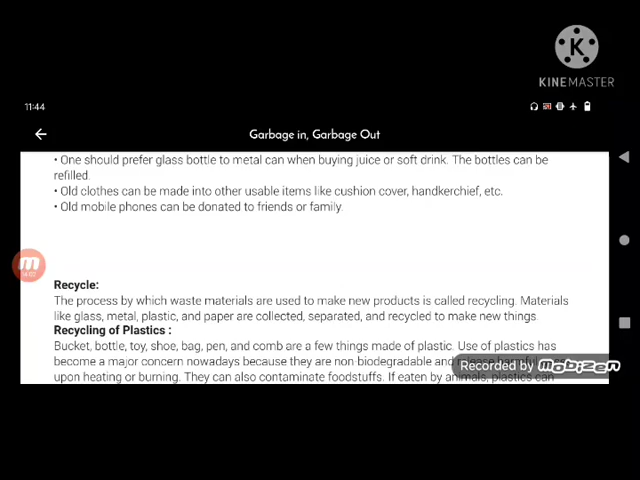 K
KINEMASTER
11:44
Garbage in, Garbage Out
• One should prefer glass bottle to metal can when buying juice or soft drink. The bottles can be
refilled.
• Old clothes can be made into other usable items like cushion cover, handkerchief, etc.
• Old mobile phones can be donated to friends or family.
Recycle:
The process by which waste materials are used to make new products is called recycling. Materials
like glass, metal, plastic, and paper are collected, separated, and recycled to make new things.
Recycling of Plastics :
Bucket, bottle, toy, shoe, bag, pen, and comb are a few things made of plastic. Use of plastics has
become a major concern nowadays because they are non-biodegradable and
Recorded by mobizen
upon heating or burning. They can also contaminate foodstuffs. If eaten by animals, plastics can